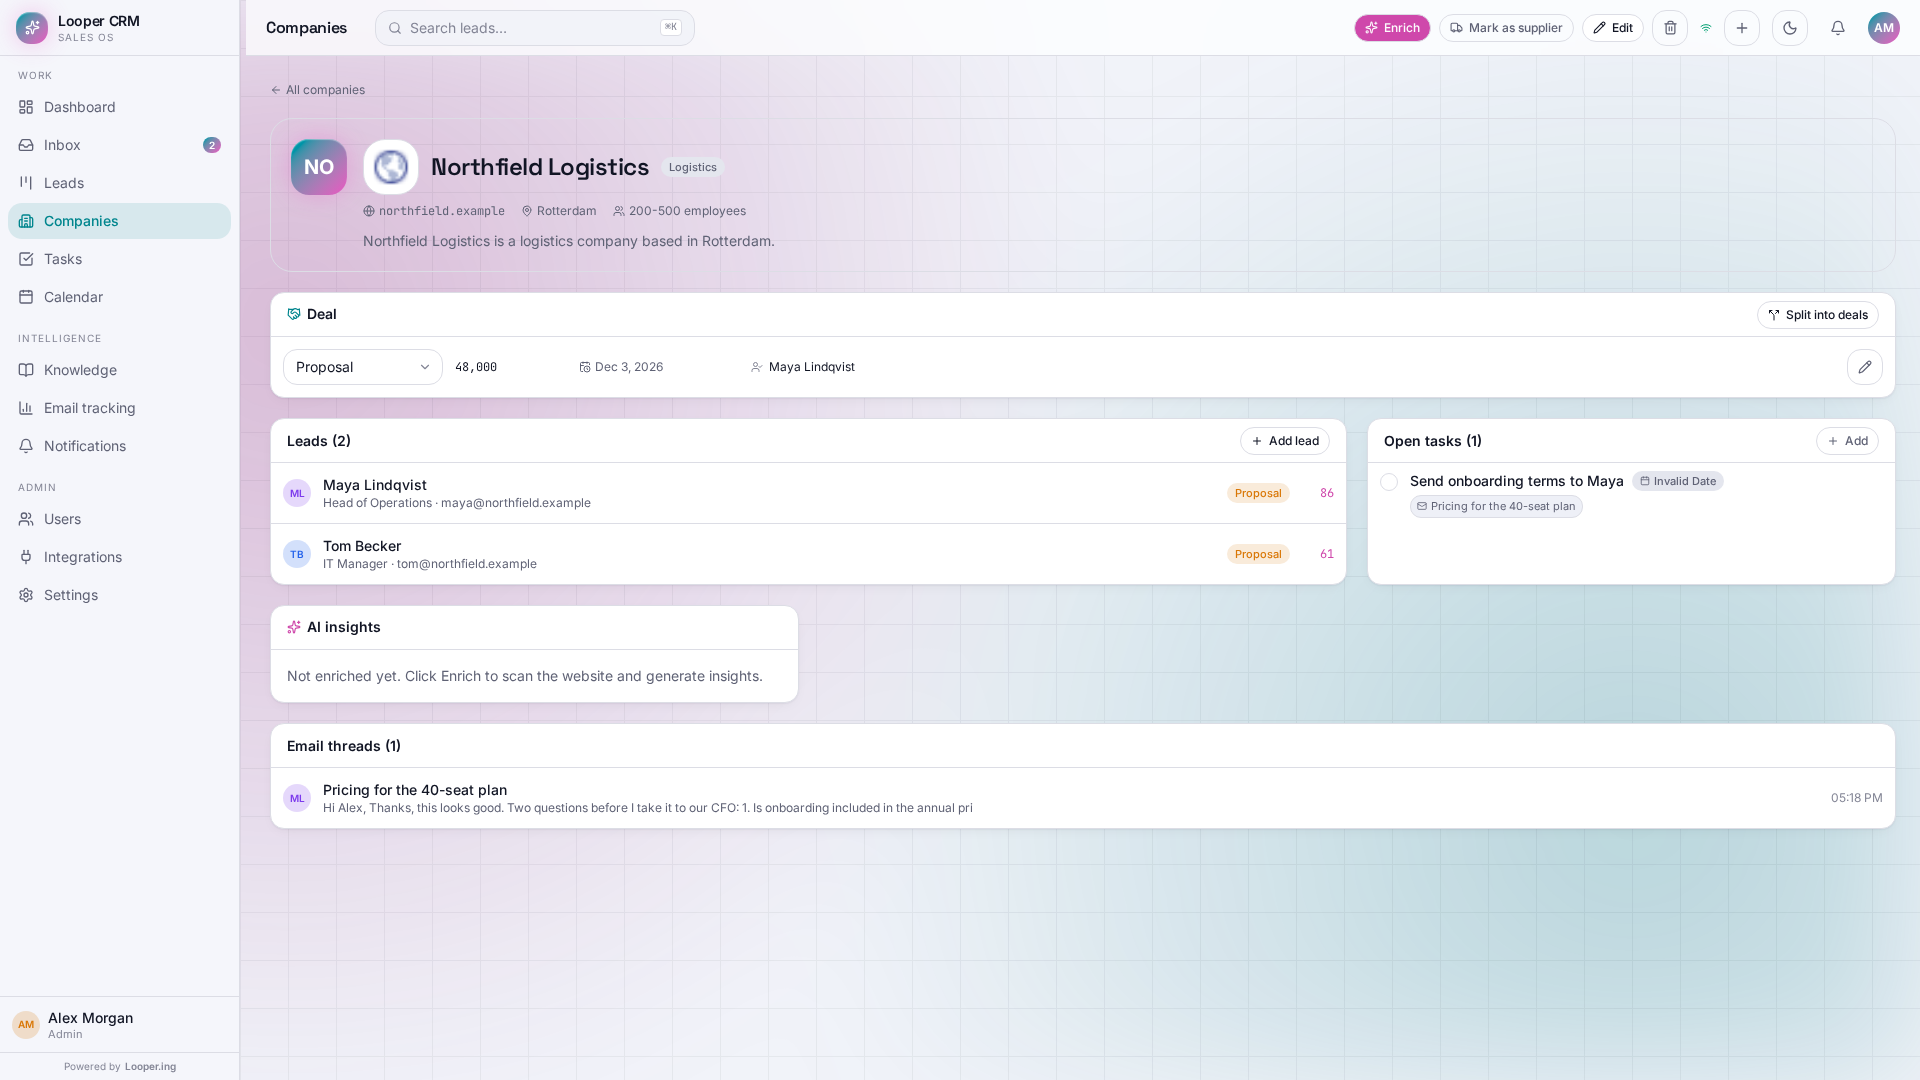 Looper CRM
SALES OS
Companies
Search leads...
⌘K
Enrich
Mark as supplier
Edit
AM
WORK
Dashboard
Inbox
2
Leads
Companies
Tasks
Calendar
INTELLIGENCE
Knowledge
Email tracking
Notifications
ADMIN
Users
Integrations
Settings
Alex Morgan
Admin
AM
Powered by Looper.ing
← All companies
NO
Northfield Logistics
Logistics
northfield.example
Rotterdam
200-500 employees
Northfield Logistics is a logistics company based in Rotterdam.
Deal
Split into deals
Proposal
48,000
Dec 3, 2026
Maya Lindqvist
Leads (2)
+ Add lead
ML
Maya Lindqvist
Head of Operations · maya@northfield.example
Proposal
86
TB
Tom Becker
IT Manager · tom@northfield.example
Proposal
61
Open tasks (1)
+ Add
Send onboarding terms to Maya
Invalid Date
Pricing for the 40-seat plan
AI insights
Not enriched yet. Click Enrich to scan the website and generate insights.
Email threads (1)
ML
Pricing for the 40-seat plan
Hi Alex, Thanks, this looks good. Two questions before I take it to our CFO: 1. Is onboarding included in the annual pri
05:18 PM